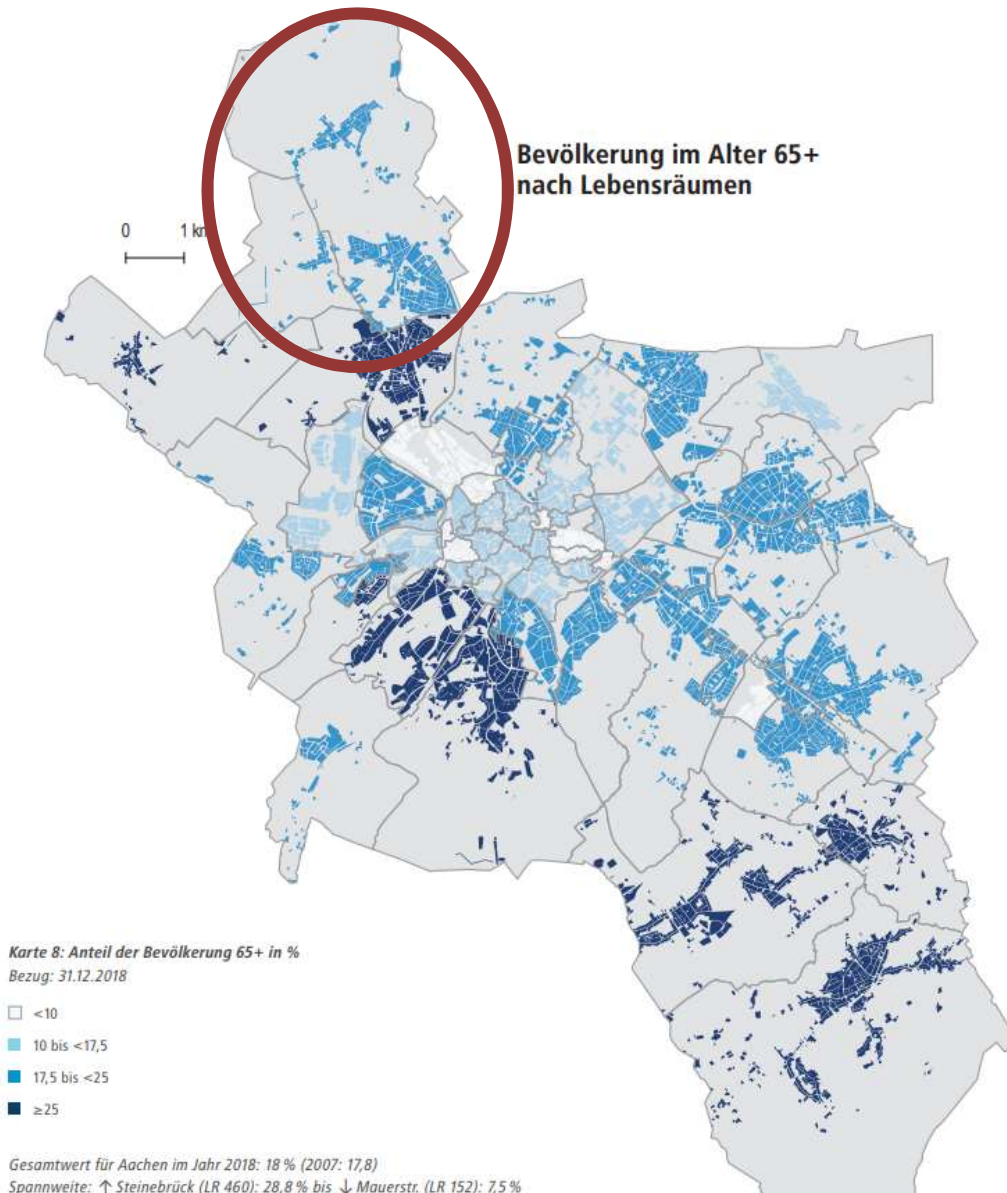 Bevölkerung im Alter 65+
nach Lebensräumen
0 1 km
Karte 8: Anteil der Bevölkerung 65+ in %
Bezug: 31.12.2018
<10
10 bis <17,5
17,5 bis <25
≥25
Gesamtwert für Aachen im Jahr 2018: 18 % (2007: 17,8)
Spannweite: ↑ Steinebrück (LR 460): 28,8 % bis ↓ Mauerstr. (LR 152): 7,5 %